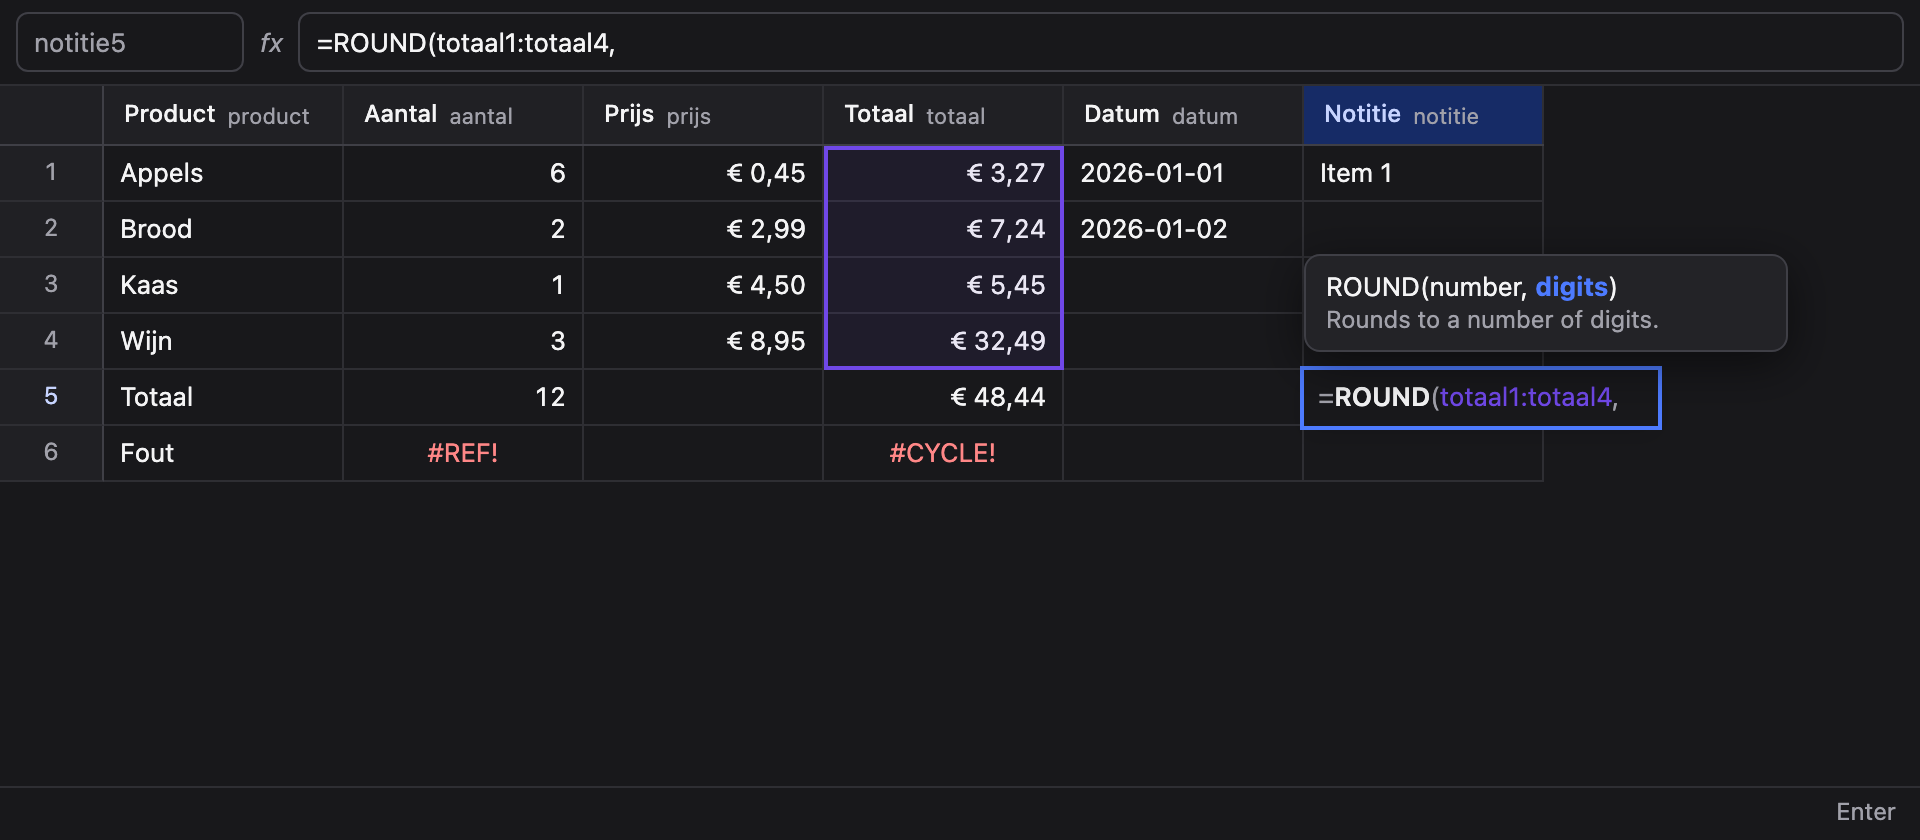 notitie5 fx =ROUND(totaal1:totaal4,
Product product Aantal aantal Prijs prijs Totaal totaal Datum datum Notitie notitie
1 Appels 6 € 0,45 € 3,27 2026-01-01 Item 1
2 Brood 2 € 2,99 € 7,24 2026-01-02
3 Kaas 1 € 4,50 € 5,45
ROUND(number, digits)
Rounds to a number of digits.
4 Wijn 3 € 8,95 € 32,49
5 Totaal 12 € 48,44 =ROUND(totaal1:totaal4,
6 Fout #REF! #CYCLE!
Enter